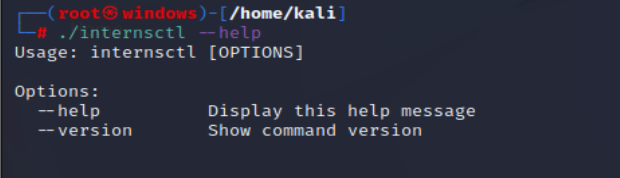 ┌──(root㉿windows)-[/home/kali]
└─# ./internsctl --help
Usage: internsctl [OPTIONS]
Options:
--help Display this help message
--version Show command version